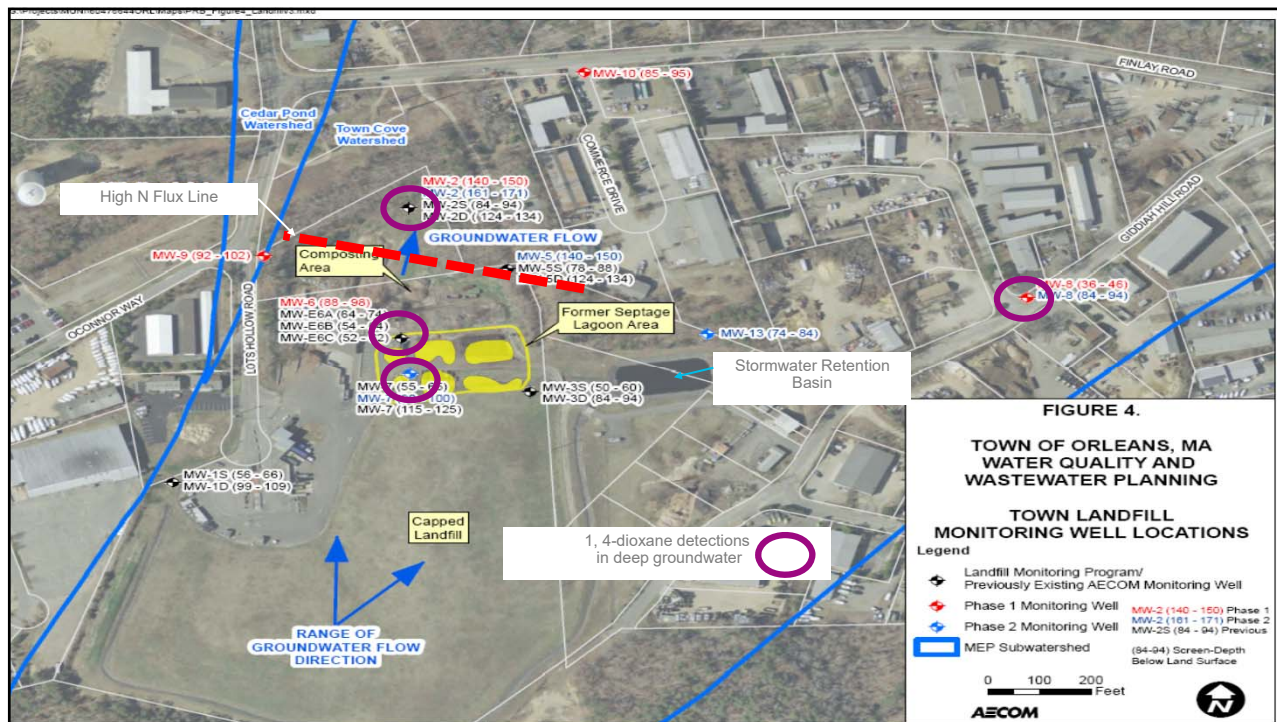 FINLAY ROAD
MW-10 (85 - 95)
Cedar Pond
Watershed
Town Cove
Watershed
COMMERCE DRIVE
High N Flux Line
MW-2 (140 - 150)
MW-2 (161 - 171)
MW-2S (84 - 94)
MW-2D (124 - 134)
GROUNDWATER FLOW
GIDDIAH HILL ROAD
MW-9 (92 - 102)
Composting
Area
MW-5 (140 - 150)
MW-5S (78 - 88)
(124 - 134)
OCONNOR WAY
LOTS HOLLOW ROAD
MW-6 (88 - 98)
MW-E6A (64 - 74)
MW-E6B (54 -
MW-E6C (52 -
Former Septage
Lagoon Area
MW-8 (36 - 46)
MW-8 (84 - 94)
MW-13 (74 - 84)
Stormwater Retention
Basin
MW-7 (55 -
MW-7
100)
MW-7 (115 - 125)
MW-3S (50 - 60)
MW-3D (84 - 94)
MW-1S (56 - 66)
MW-1D (99 - 109)
Capped
Landfill
1, 4-dioxane detections
in deep groundwater
RANGE OF
GROUNDWATER FLOW
DIRECTION
FIGURE 4.
TOWN OF ORLEANS, MA
WATER QUALITY AND
WASTEWATER PLANNING
TOWN LANDFILL
MONITORING WELL LOCATIONS
Legend
Landfill Monitoring Program/
Previously Existing AECOM Monitoring Well
Phase 1 Monitoring Well
Phase 2 Monitoring Well
MEP Subwatershed
MW-2 (140 - 150) Phase 1
MW-2 (161 - 171) Phase 2
MW-2S (84 - 94) Previous
(84-94) Screen-Depth
Below Land Surface
0 100 200
Feet
AECOM
N